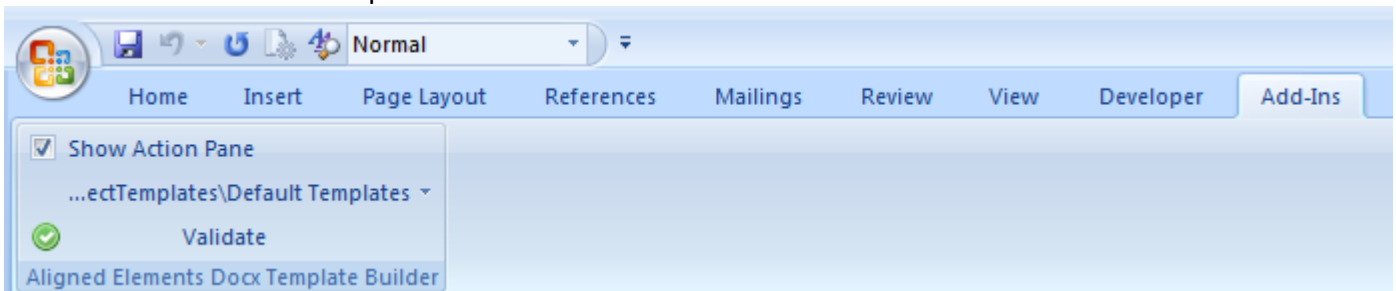 Normal
Home Insert Page Layout References Mailings Review View Developer Add-Ins
Show Action Pane
...ectTemplates\Default Templates
Validate
Aligned Elements Docx Template Builder